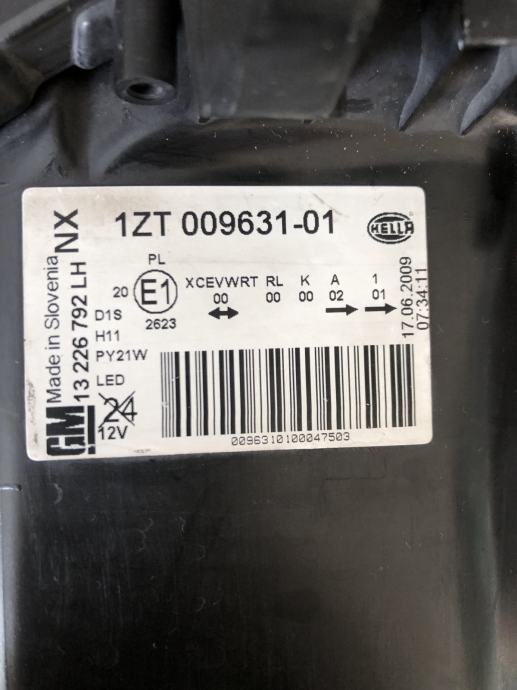 1ZT 009631-01
HELLA
Made in Slovenia
13 226 792 LH NX
GM
PL
20 E1
2623
XCEVWRT RL K A 1
00 00 00 02 01
D1S
H11
PY21W
LED
24
12V
17.06.2009
07:34:11
0096310100047503